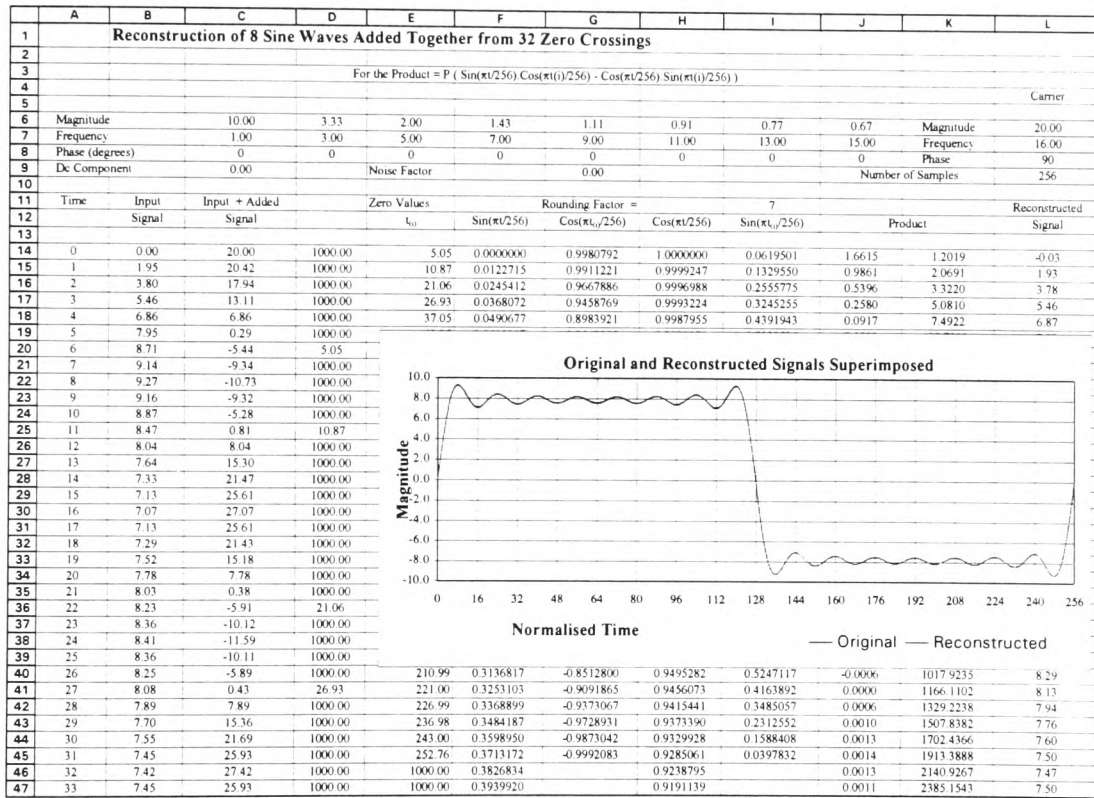 A B C D E F G H I J K L
1 Reconstruction of 8 Sine Waves Added Together from 32 Zero Crossings
2
3 For the Product = P ( Sin(πt/256).Cos(πt(i)/256) - Cos(πt/256).Sin(πt(i)/256) )
4
5 Carrier
6 Magnitude 10.00 3.33 2.00 1.43 1.11 0.91 0.77 0.67 Magnitude 20.00
7 Frequency 1.00 3.00 5.00 7.00 9.00 11.00 13.00 15.00 Frequency 16.00
8 Phase (degrees) 0 0 0 0 0 0 0 0 Phase 90
9 Dc Component 0.00 Noise Factor 0.00 Number of Samples 256
10
11 Time Input Input + Added Zero Values Rounding Factor = 7 Reconstructed
12 Signal Signal t(i) Sin(πt/256) Cos(πt(i)/256) Cos(πt/256) Sin(πt(i)/256) Product Signal
13
14 0 0.00 20.00 1000.00 5.05 0.0000000 0.9980792 1.0000000 0.0619501 1.6615 1.2019 -0.03
15 1 1.95 20.42 1000.00 10.87 0.0122715 0.9911221 0.9999247 0.1329550 0.9861 2.0691 1.93
16 2 3.80 17.94 1000.00 21.06 0.0245412 0.9667886 0.9996988 0.2555775 0.5396 3.3220 3.78
17 3 5.46 13.11 1000.00 26.93 0.0368072 0.9458769 0.9993224 0.3245255 0.2580 5.0810 5.46
18 4 6.86 6.86 1000.00 37.05 0.0490677 0.8983921 0.9987955 0.4391943 0.0917 7.4922 6.87
19 5 7.95 0.29 1000.00
20 6 8.71 -5.44 5.05
21 7 9.14 -9.34 1000.00
22 8 9.27 -10.73 1000.00
23 9 9.16 -9.32 1000.00
24 10 8.87 -5.28 1000.00
25 11 8.47 0.81 10.87
26 12 8.04 8.04 1000.00
27 13 7.64 15.30 1000.00
28 14 7.33 21.47 1000.00
29 15 7.13 25.61 1000.00
30 16 7.07 27.07 1000.00
31 17 7.13 25.61 1000.00
32 18 7.29 21.43 1000.00
33 19 7.52 15.18 1000.00
34 20 7.78 7.78 1000.00
35 21 8.03 0.38 1000.00
36 22 8.23 -5.91 21.06
37 23 8.36 -10.12 1000.00
38 24 8.41 -11.59 1000.00
39 25 8.36 -10.11 1000.00
Original and Reconstructed Signals Superimposed
Magnitude
10.0
8.0
6.0
4.0
2.0
0.0
-2.0
-4.0
-6.0
-8.0
-10.0
0 16 32 48 64 80 96 112 128 144 160 176 192 208 224 240 256
Normalised Time
Original Reconstructed
40 26 8.25 -5.89 1000.00 210.99 0.3136817 -0.8512800 0.9495282 0.5247117 -0.0006 1017.9235 8.29
41 27 8.08 0.43 26.93 221.00 0.3253103 -0.9091865 0.9456073 0.4163892 0.0000 1166.1102 8.13
42 28 7.89 7.89 1000.00 226.99 0.3368899 -0.9373067 0.9415441 0.3485057 0.0006 1329.2238 7.94
43 29 7.70 15.36 1000.00 236.98 0.3484187 -0.9728931 0.9373390 0.2312552 0.0010 1507.8382 7.76
44 30 7.55 21.69 1000.00 243.00 0.3598950 -0.9873042 0.9329928 0.1588408 0.0013 1702.4366 7.60
45 31 7.45 25.93 1000.00 252.76 0.3713172 -0.9992083 0.9285061 0.0397832 0.0014 1913.3888 7.50
46 32 7.42 27.42 1000.00 1000.00 0.3826834 0.9238795 0.0013 2140.9267 7.47
47 33 7.45 25.93 1000.00 1000.00 0.3939920 0.9191139 0.0011 2385.1543 7.50